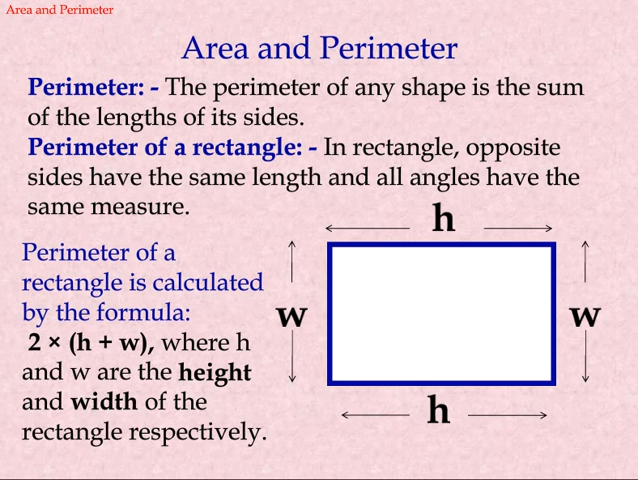 Area and Perimeter
Area and Perimeter
Perimeter: - The perimeter of any shape is the sum
of the lengths of its sides.
Perimeter of a rectangle: - In rectangle, opposite
sides have the same length and all angles have the
same measure.
h
Perimeter of a
rectangle is calculated
by the formula:
2 × (h + w), where h
and w are the height
and width of the
rectangle respectively.
w
w
h